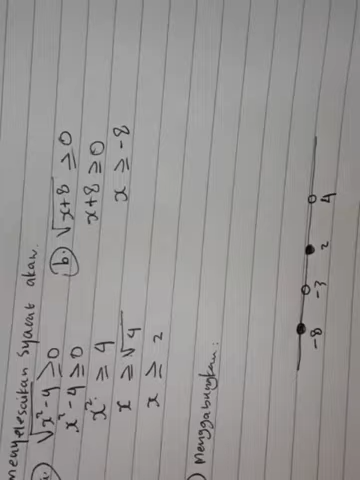 menyelesaikan Syarat akar.
a. √x²-4 ≥ 0
x²-4 ≥ 0
x² ≥ 4
x ≥ √4
x ≥ 2
(b.) √x+8 ≥ 0
x+8 ≥ 0
x ≥ -8
) Menggabungkan:
-8 -3 2 4